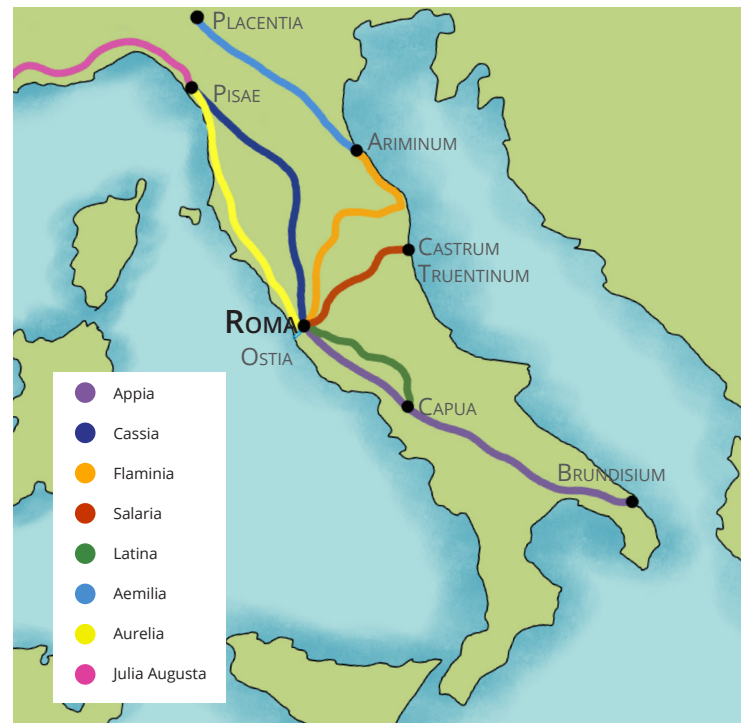 Placentia
Pisae
Ariminum
Castrum
Truentinum
Roma
Ostia
Capua
Brundisium
Appia
Cassia
Flaminia
Salaria
Latina
Aemilia
Aurelia
Julia Augusta